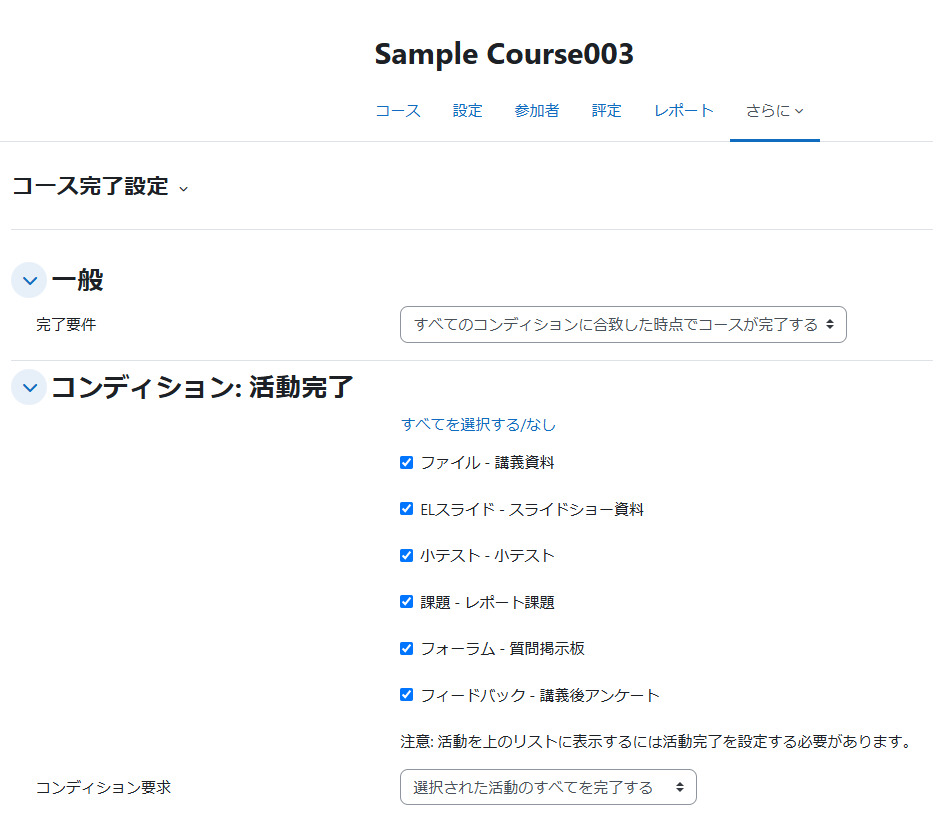 Sample Course003
コース 設定 参加者 評定 レポート さらに
コース完了設定
一般
完了要件 すべてのコンディションに合致した時点でコースが完了する
コンディション: 活動完了
すべてを選択する/なし
ファイル - 講義資料
ELスライド - スライドショー資料
小テスト - 小テスト
課題 - レポート課題
フォーラム - 質問掲示板
フィードバック - 講義後アンケート
注意: 活動を上のリストに表示するには活動完了を設定する必要があります。
コンディション要求 選択された活動のすべてを完了する